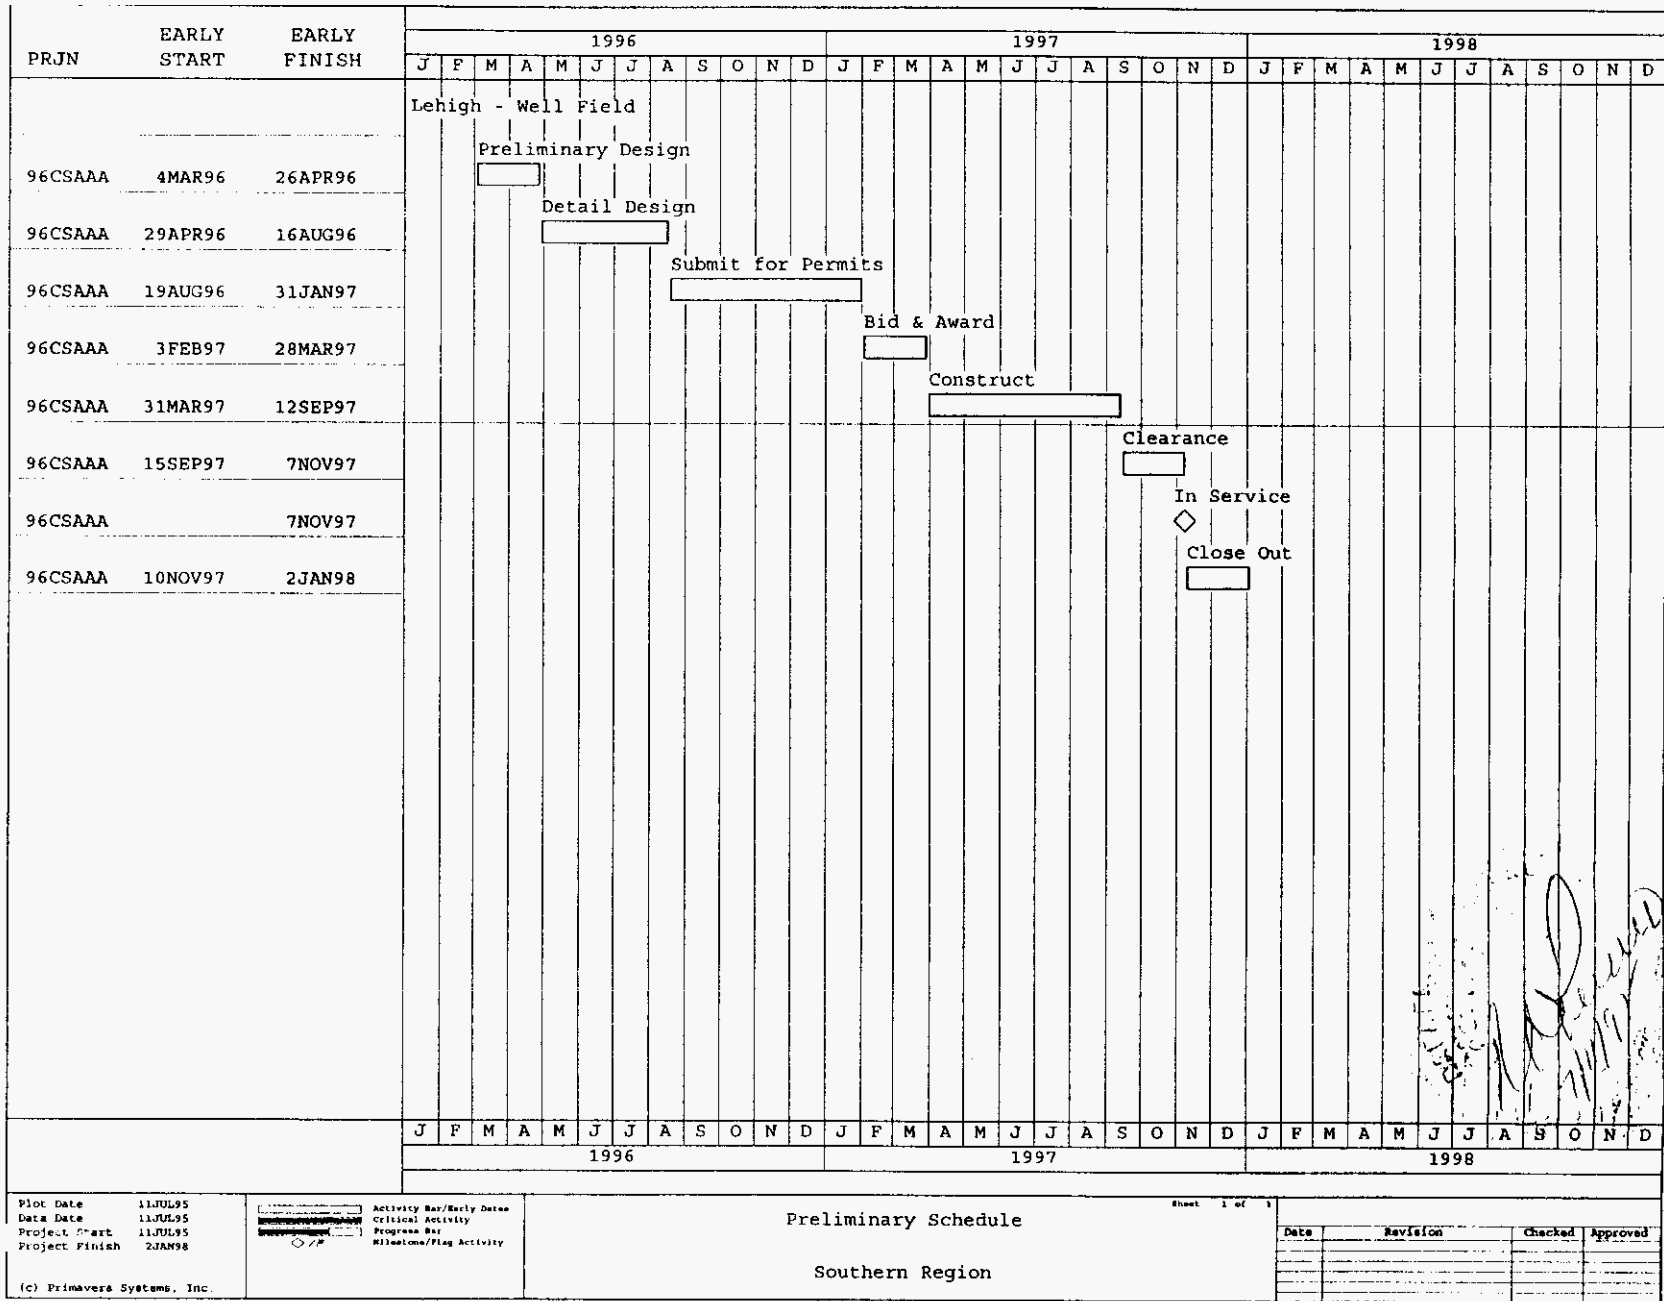 PRJN EARLY START EARLY FINISH
1996 1997 1998
J F M A M J J A S O N D J F M A M J J A S O N D J F M A M J J A S O N D
Lehigh - Well Field
Preliminary Design
96CSAAA 4MAR96 26APR96
Detail Design
96CSAAA 29APR96 16AUG96
Submit for Permits
96CSAAA 19AUG96 31JAN97
Bid & Award
96CSAAA 3FEB97 28MAR97
Construct
96CSAAA 31MAR97 12SEP97
Clearance
96CSAAA 15SEP97 7NOV97
In Service
96CSAAA 7NOV97
Close Out
96CSAAA 10NOV97 2JAN98
J F M A M J J A S O N D J F M A M J J A S O N D J F M A M J J A S O N D
1996 1997 1998
Plot Date 11JUL95
Data Date 11JUL95
Project Start 11JUL95
Project Finish 2JAN98
(c) Primavera Systems, Inc.
Activity Bar/Early Dates
Critical Activity
Progress Bar
Milestone/Flag Activity
Preliminary Schedule
Southern Region
Sheet 1 of 1
Date Revision Checked Approved